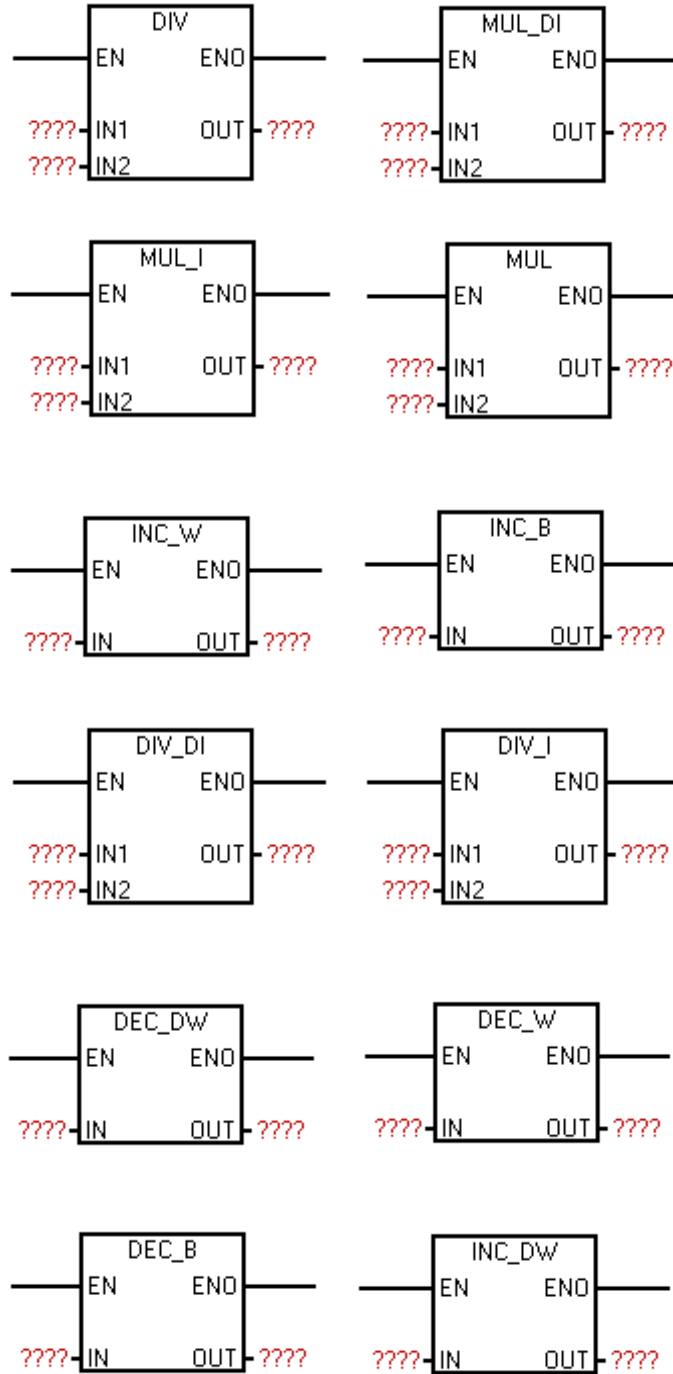 DIV
EN ENO
???? IN1 OUT ????
???? IN2
MUL_DI
EN ENO
???? IN1 OUT ????
???? IN2
MUL_I
EN ENO
???? IN1 OUT ????
???? IN2
MUL
EN ENO
???? IN1 OUT ????
???? IN2
INC_W
EN ENO
???? IN OUT ????
INC_B
EN ENO
???? IN OUT ????
DIV_DI
EN ENO
???? IN1 OUT ????
???? IN2
DIV_I
EN ENO
???? IN1 OUT ????
???? IN2
DEC_DW
EN ENO
???? IN OUT ????
DEC_W
EN ENO
???? IN OUT ????
DEC_B
EN ENO
???? IN OUT ????
INC_DW
EN ENO
???? IN OUT ????